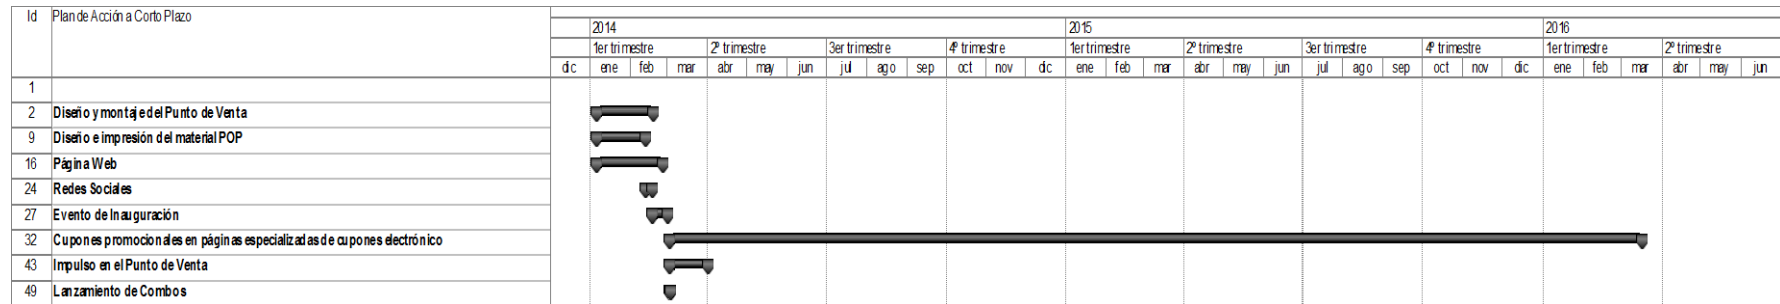 Id Plan de Acción a Corto Plazo
2014 2015 2016
1er trimestre 2º trimestre 3er trimestre 4º trimestre 1er trimestre 2º trimestre 3er trimestre 4º trimestre 1er trimestre 2º trimestre
dic ene feb mar abr may jun jul ago sep oct nov dic ene feb mar abr may jun jul ago sep oct nov dic ene feb mar abr may jun
1
2 Diseño y montaje del Punto de Venta
9 Diseño e impresión del material POP
16 Página Web
24 Redes Sociales
27 Evento de Inauguración
32 Cupones promocionales en páginas especializadas de cupones electrónico
43 Impulso en el Punto de Venta
49 Lanzamiento de Combos